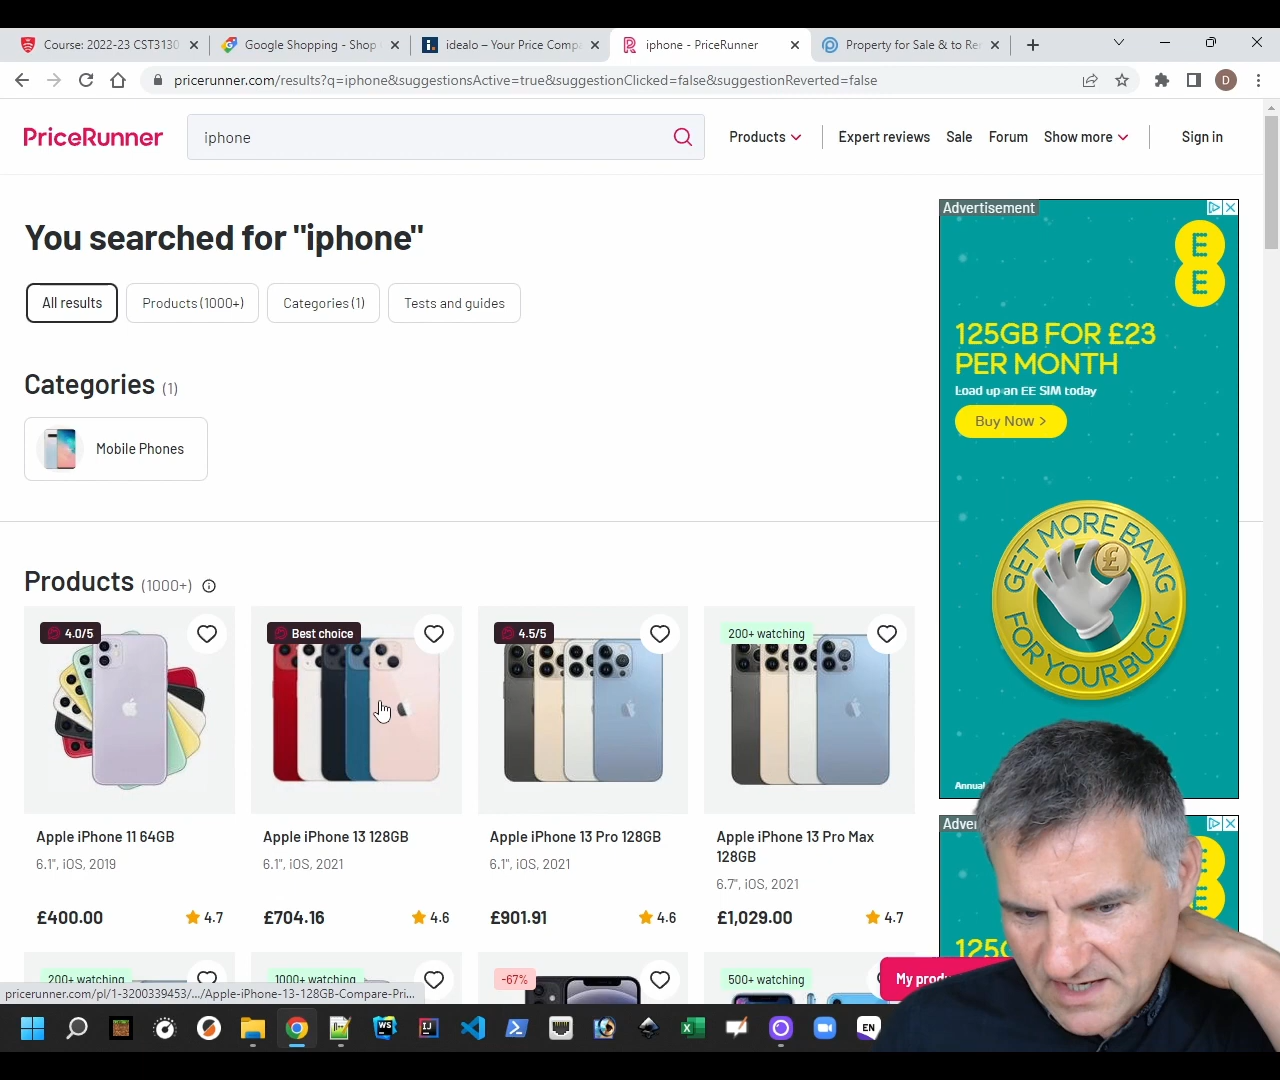 Course: 2022-23 CST3130
Google Shopping - Shop
idealo – Your Price Comp
iphone - PriceRunner
Property for Sale & to Re
pricerunner.com/results?q=iphone&suggestionsActive=true&suggestionClicked=false&suggestionReverted=false
D
PriceRunner
iphone
Products
Expert reviews
Sale
Forum
Show more
Sign in
You searched for "iphone"
All results
Products (1000+)
Categories (1)
Tests and guides
Categories (1)
Mobile Phones
Advertisement
E
E
125GB FOR £23
PER MONTH
Load up an EE SIM today
Buy Now >
GET MORE BANG
FOR YOUR BUCK
Annual
Products (1000+)
4.0/5
Best choice
4.5/5
200+ watching
Apple iPhone 11 64GB
6.1", iOS, 2019
£400.00
4.7
Apple iPhone 13 128GB
6.1", iOS, 2021
£704.16
4.6
Apple iPhone 13 Pro 128GB
6.1", iOS, 2021
£901.91
4.6
Apple iPhone 13 Pro Max
128GB
6.7", iOS, 2021
£1,029.00
4.7
200+ watching
1000+ watching
-67%
500+ watching
My prod
pricerunner.com/pl/1-3200339453/.../Apple-iPhone-13-128GB-Compare-Pri...
WS
EN